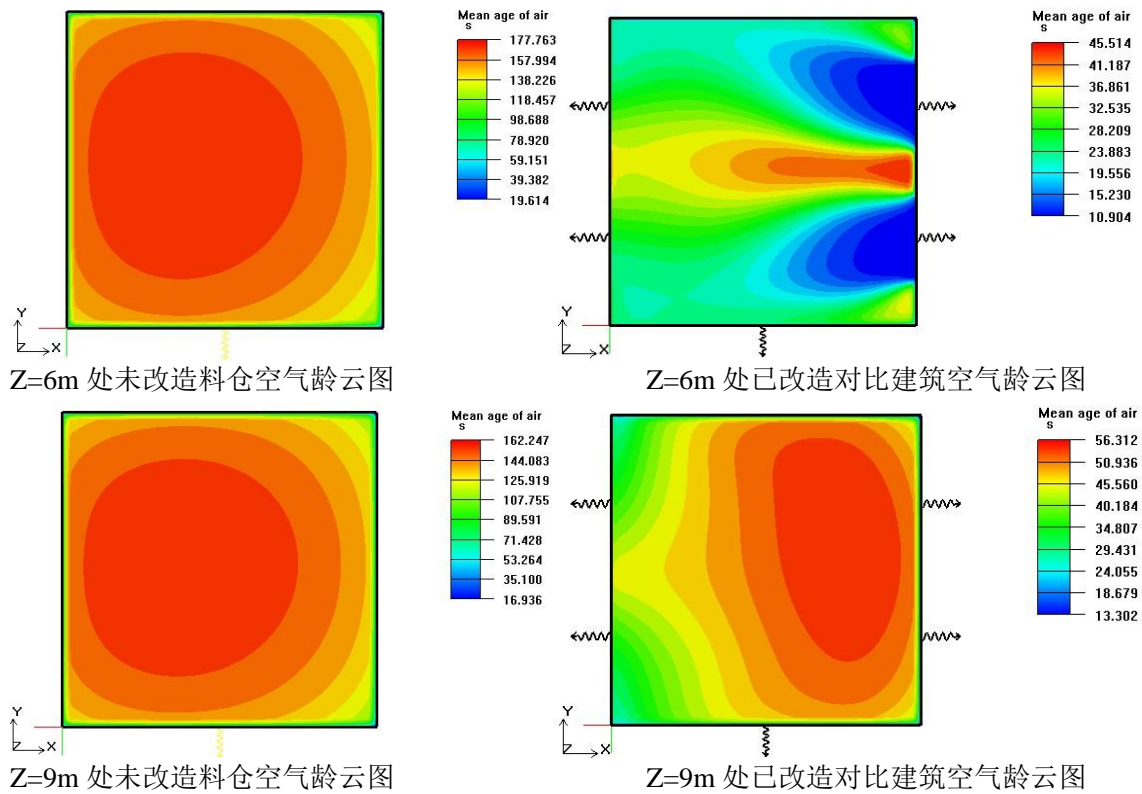 Mean age of air
s
177.763
157.994
138.226
118.457
98.688
78.920
59.151
39.382
19.614
Y
Z X
Z=6m 处未改造料仓空气龄云图
Mean age of air
s
45.514
41.187
36.861
32.535
28.209
23.883
19.556
15.230
10.904
Y
Z X
Z=6m 处已改造对比建筑空气龄云图
Mean age of air
s
162.247
144.083
125.919
107.755
89.591
71.428
53.264
35.100
16.936
Y
Z X
Z=9m 处未改造料仓空气龄云图
Mean age of air
s
56.312
50.936
45.560
40.184
34.807
29.431
24.055
18.679
13.302
Y
Z X
Z=9m 处已改造对比建筑空气龄云图